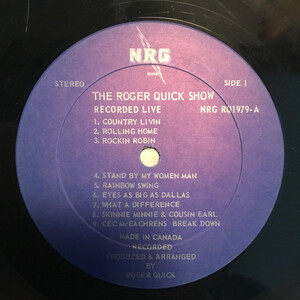 NRG
STEREO
SIDE 1
THE ROGER QUICK SHOW
RECORDED LIVE
NRG RQ1979-A
1. COUNTRY LIVIN
2. ROLLING HOME
3. ROCKIN ROBIN
4. STAND BY MY WOMEN MAN
5. RAINBOW SWING
6. EYES AS BIG AS DALLAS
7. WHAT A DIFFERENCE
8. SKINNIE MINNIE & COUSIN EARL
9. CEC MCEACHRENS BREAK DOWN
MADE IN CANADA
RECORDED
PRODUCED & ARRANGED
BY
ROGER QUICK